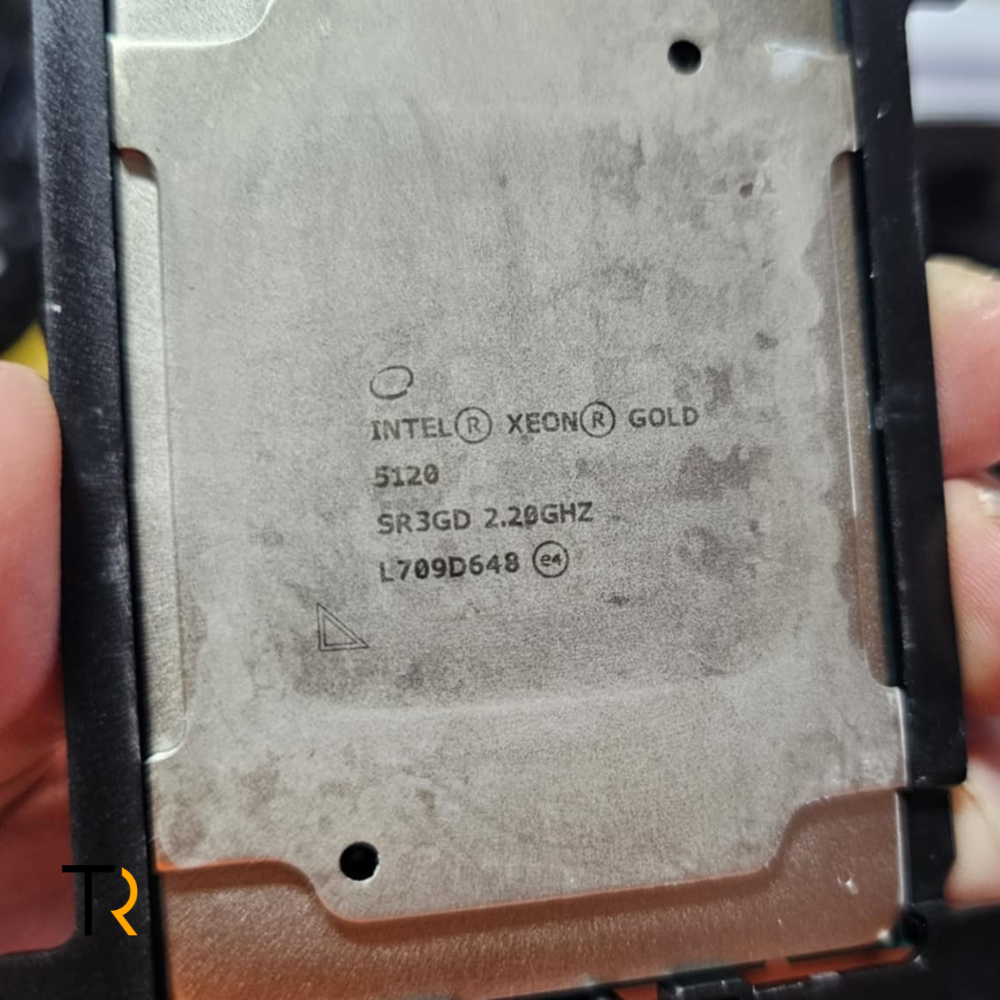 INTEL® XEON® GOLD
5120
SR3GD 2.20GHZ
L709D648 e4
TR